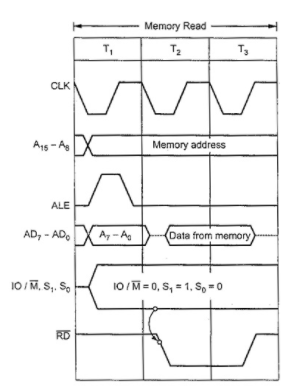 Memory Read
T₁ T₂ T₃
CLK
A₁₅ – A₈ Memory address
ALE
AD₇ – AD₀ A₇ – A₀ Data from memory
IO / M̅, S₁, S₀ IO / M̅ = 0, S₁ = 1, S₀ = 0
R̅D̅